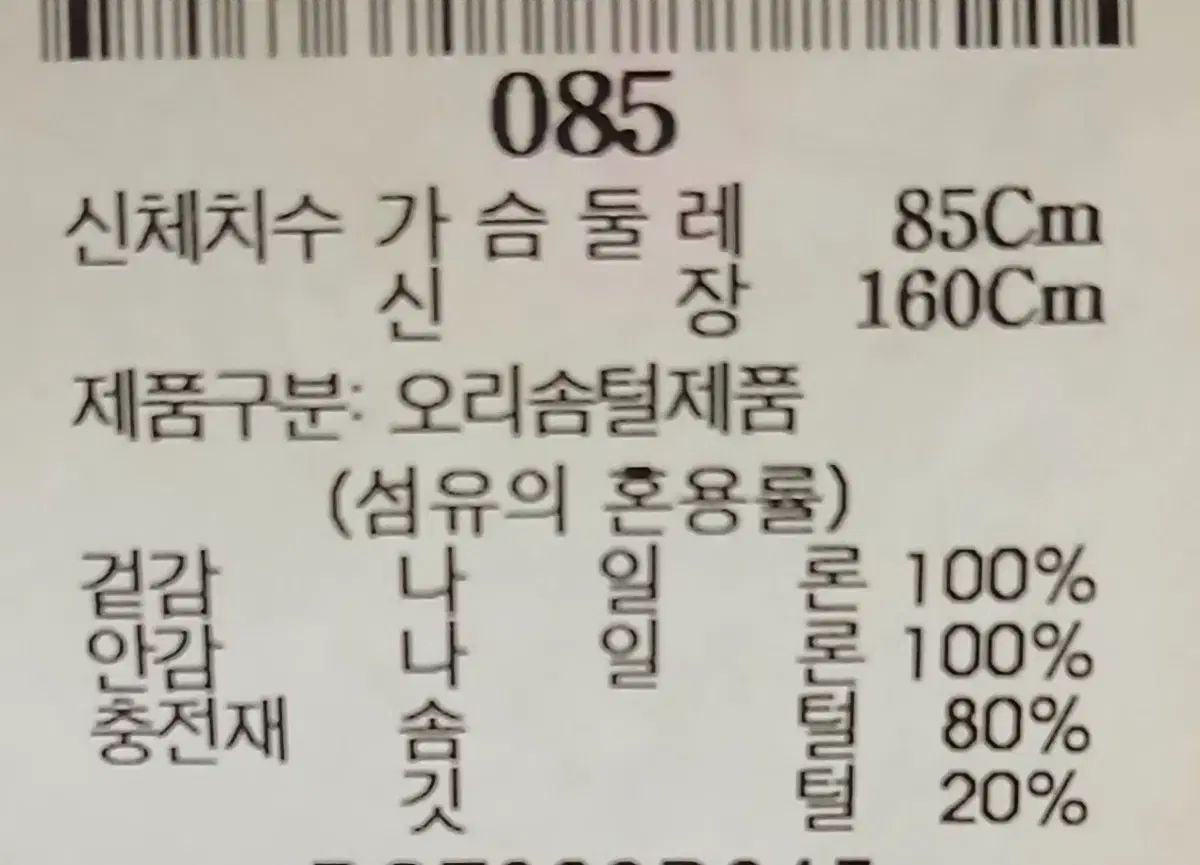 085
신체치수 가 슴 둘 레 85Cm
신 장 160Cm
제품구분: 오리솜털제품
(섬유의 혼용률)
겉감 나 일 론 100%
안감 나 일 론 100%
충전재 솜 털 80%
깃 털 20%